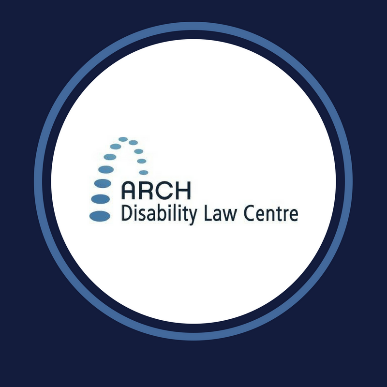 ARCH
Disability Law Centre